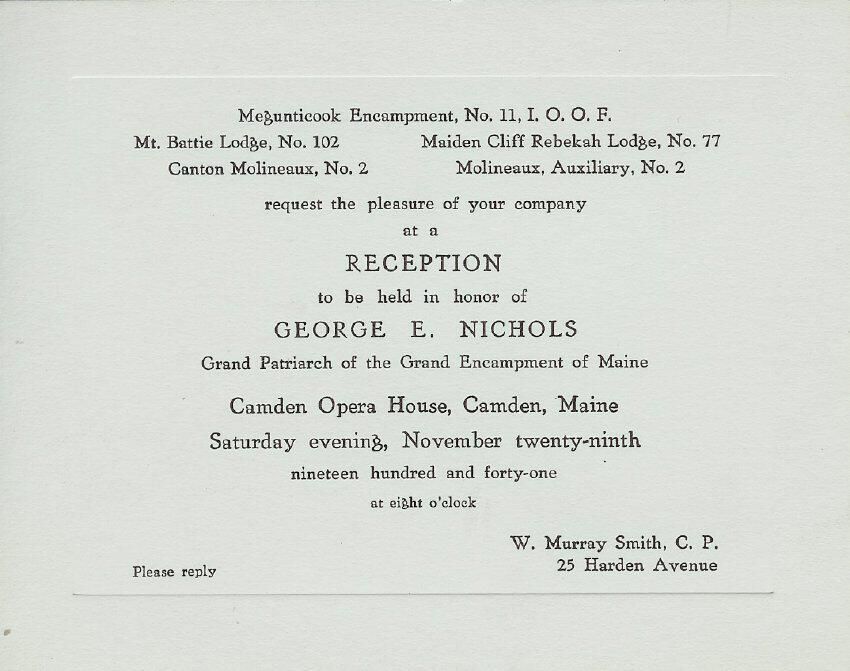 Megunticook Encampment, No. 11, I. O. O. F.
Mt. Battie Lodge, No. 102 Maiden Cliff Rebekah Lodge, No. 77
Canton Molineaux, No. 2 Molineaux, Auxiliary, No. 2
request the pleasure of your company
at a
RECEPTION
to be held in honor of
GEORGE E. NICHOLS
Grand Patriarch of the Grand Encampment of Maine
Camden Opera House, Camden, Maine
Saturday evening, November twenty-ninth
nineteen hundred and forty-one
at eight o'clock
W. Murray Smith, C. P.
25 Harden Avenue
Please reply